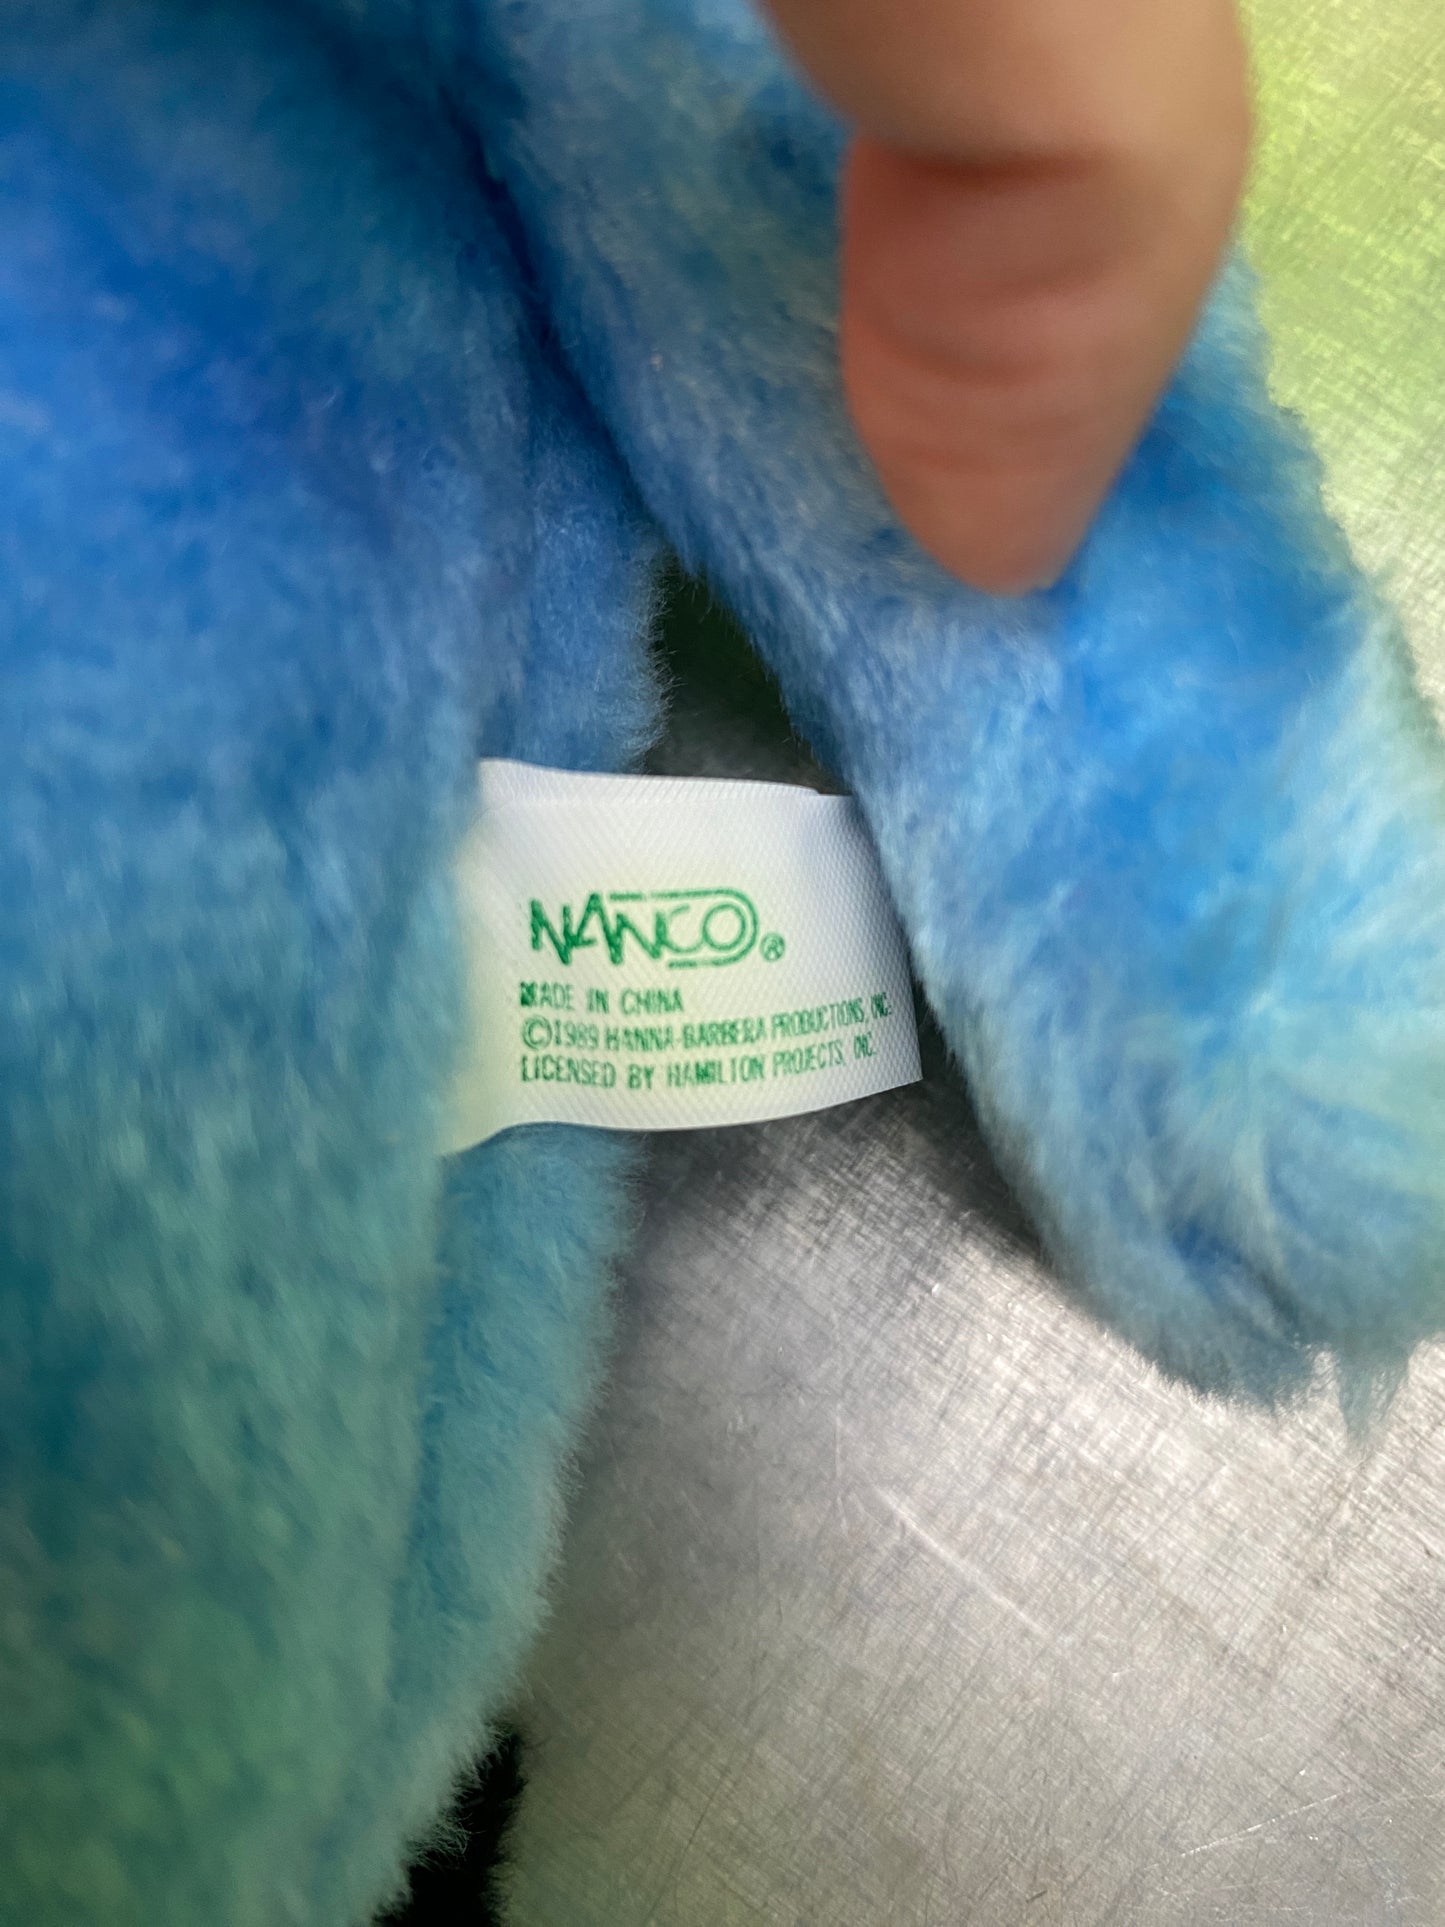 NANCO®
MADE IN CHINA
©1989 HANNA-BARBERA PRODUCTIONS, INC.
LICENSED BY HAMILTON PROJECTS, INC.